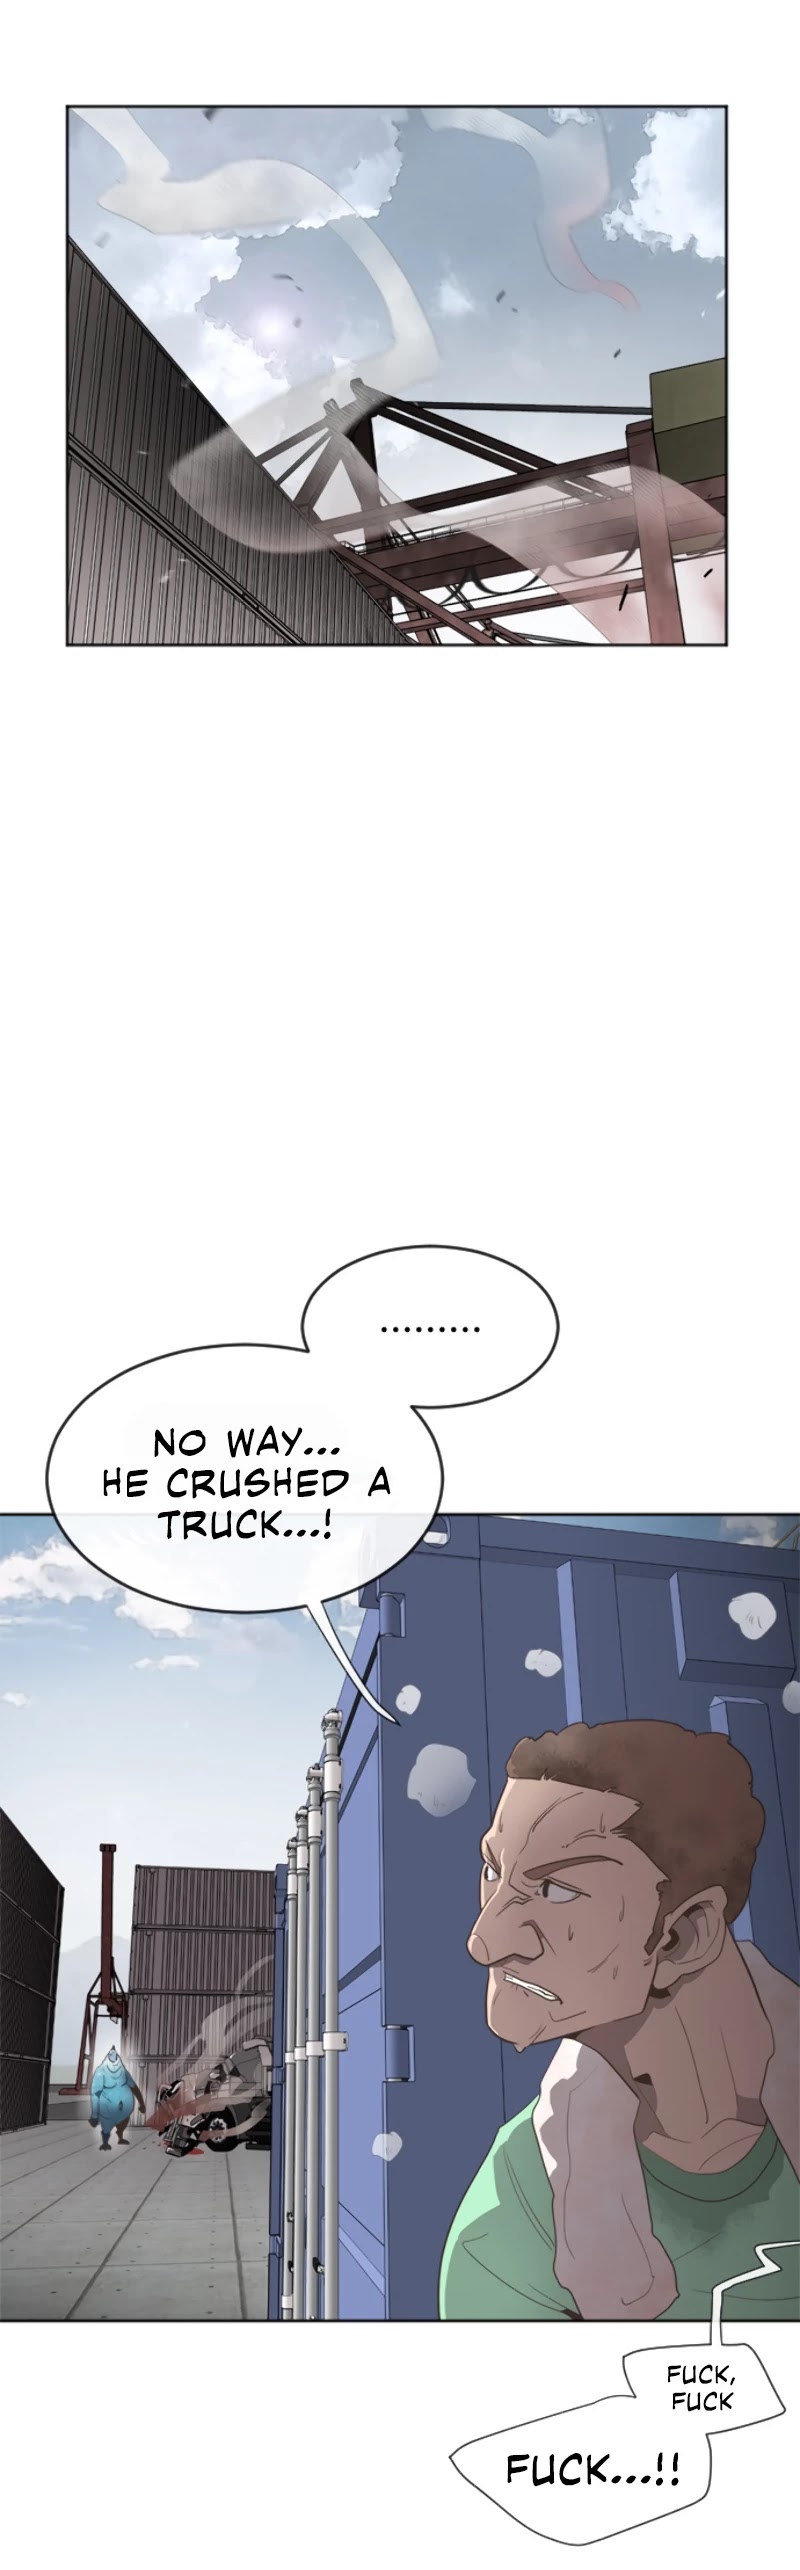 .........
NO WAY...
HE CRUSHED A
TRUCK...!
FUCK,
FUCK
FUCK...!!